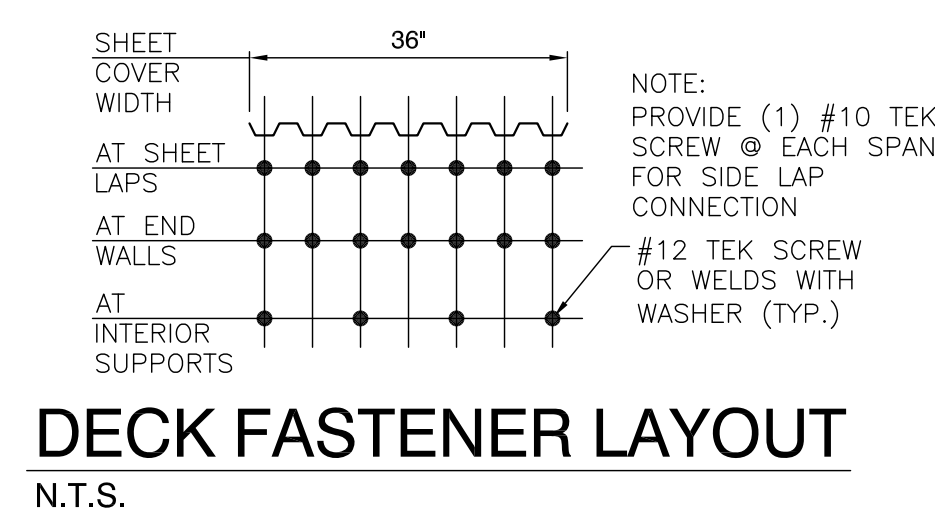 SHEET
COVER
WIDTH
36"
AT SHEET
LAPS
AT END
WALLS
AT
INTERIOR
SUPPORTS
NOTE:
PROVIDE (1) #10 TEK
SCREW @ EACH SPAN
FOR SIDE LAP
CONNECTION
#12 TEK SCREW
OR WELDS WITH
WASHER (TYP.)
DECK FASTENER LAYOUT
N.T.S.